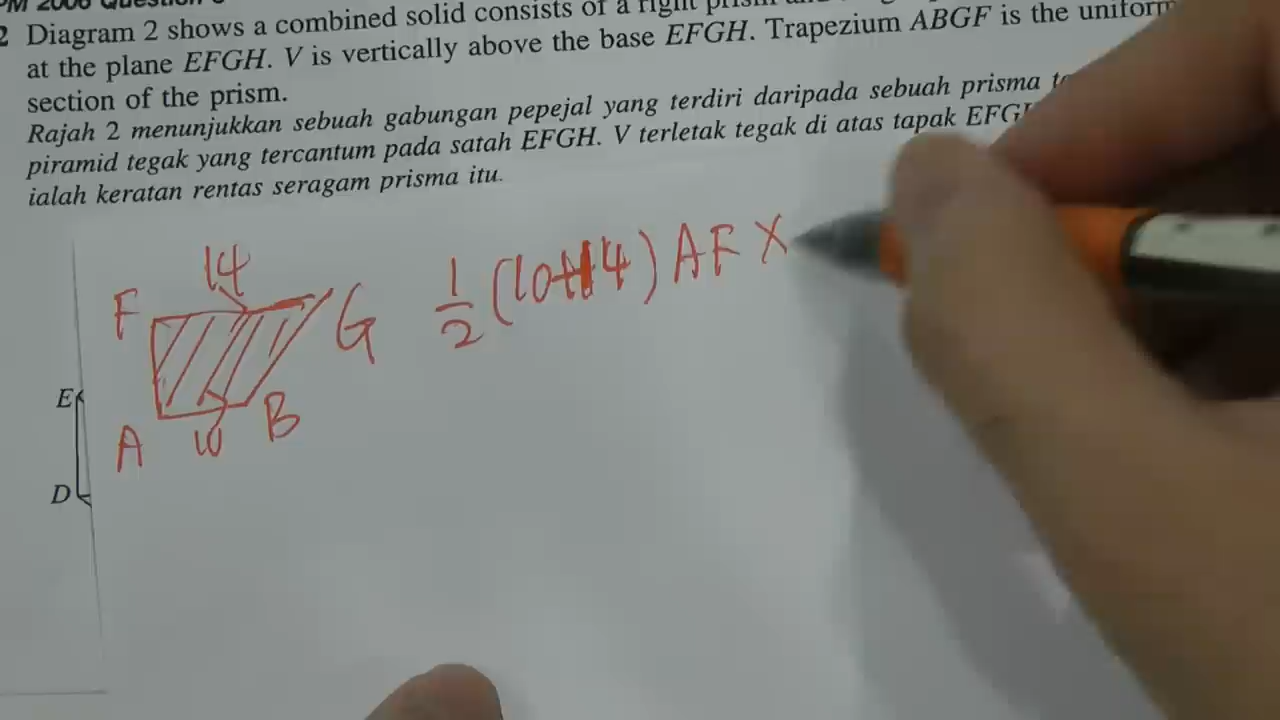 2006 Question
2 Diagram 2 shows a combined solid consists of a right prism
at the plane EFGH. V is vertically above the base EFGH. Trapezium ABGF is the uniform
section of the prism.
Rajah 2 menunjukkan sebuah gabungan pepejal yang terdiri daripada sebuah prisma
piramid tegak yang tercantum pada satah EFGH. V terletak tegak di atas tapak
ialah keratan rentas seragam prisma itu.
14
F G 1/2 (10+14) AF X
E
A 10 B
D